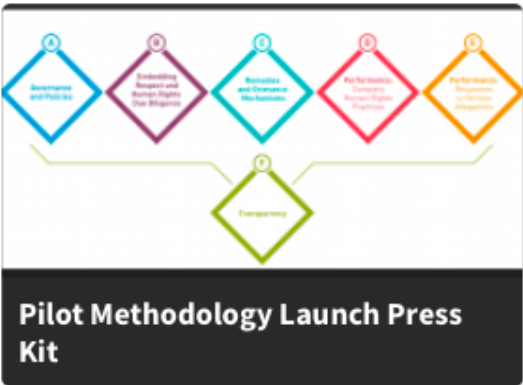 A
B
C
D
E
Governance
and Policies
Embedding
Respect and
Human Rights
Due Diligence
Remedies
and Grievance
Mechanisms
Performance:
Company
Human Rights
Practices
Performance:
Responses
to Serious
Allegations
F
Transparency
Pilot Methodology Launch Press
Kit